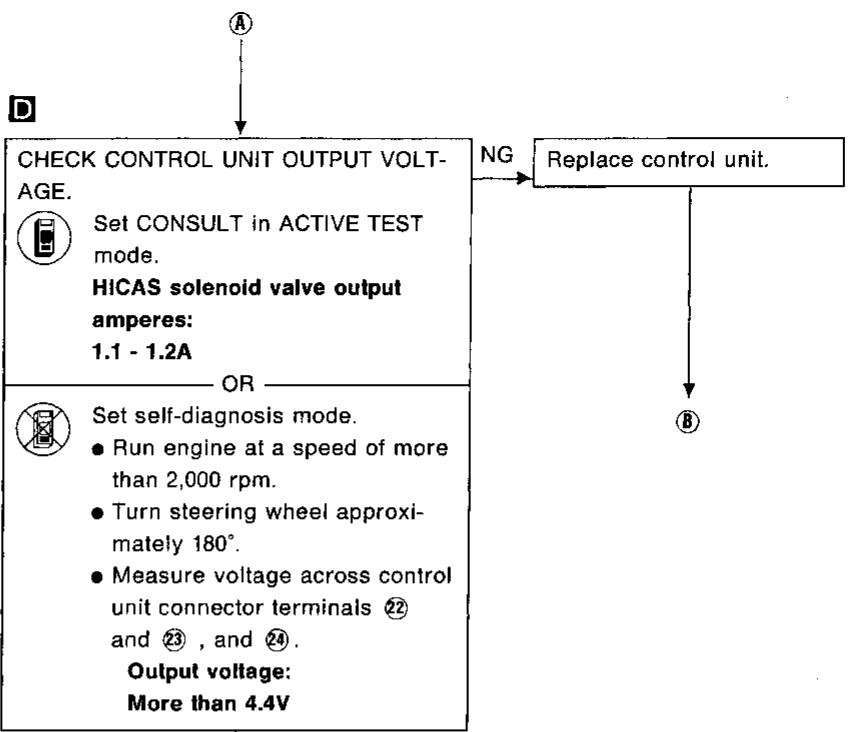 Ⓐ
D
CHECK CONTROL UNIT OUTPUT VOLT-
AGE.
Set CONSULT in ACTIVE TEST
mode.
HICAS solenoid valve output
amperes:
1.1 - 1.2A
OR
Set self-diagnosis mode.
● Run engine at a speed of more
than 2,000 rpm.
● Turn steering wheel approxi-
mately 180°.
● Measure voltage across control
unit connector terminals ㉒
and ㉓ , and ㉔.
Output voltage:
More than 4.4V
NG
Replace control unit.
Ⓑ